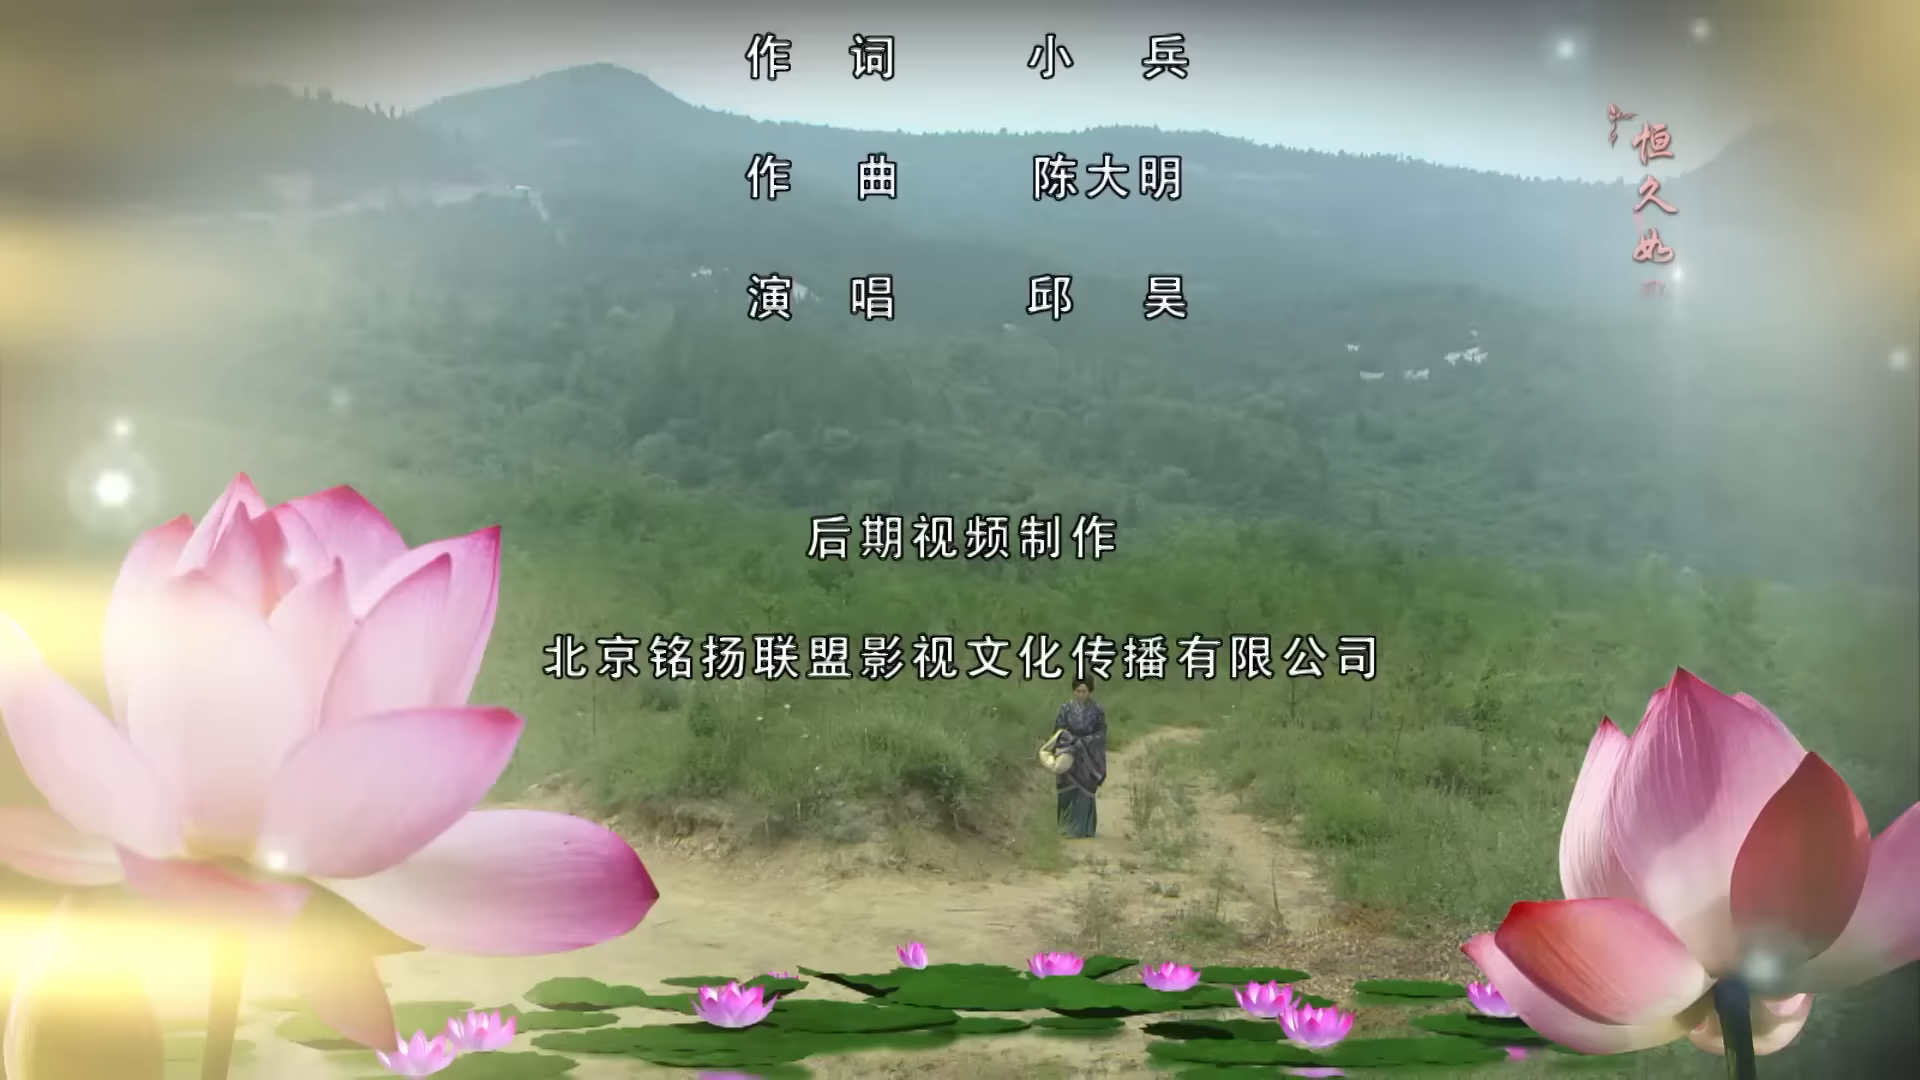 作词 小兵
作曲 陈大明
演唱 邱昊
后期视频制作
北京铭扬联盟影视文化传播有限公司
恒久如